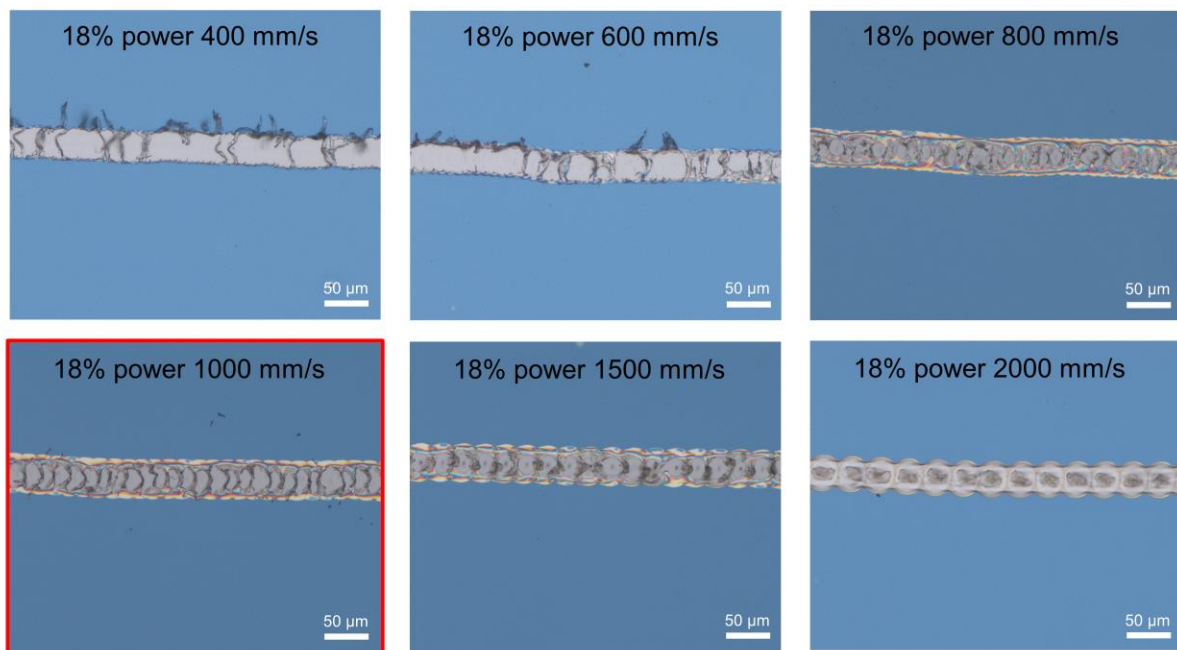 18% power 400 mm/s
50 µm
18% power 600 mm/s
50 µm
18% power 800 mm/s
50 µm
18% power 1000 mm/s
50 µm
18% power 1500 mm/s
50 µm
18% power 2000 mm/s
50 µm